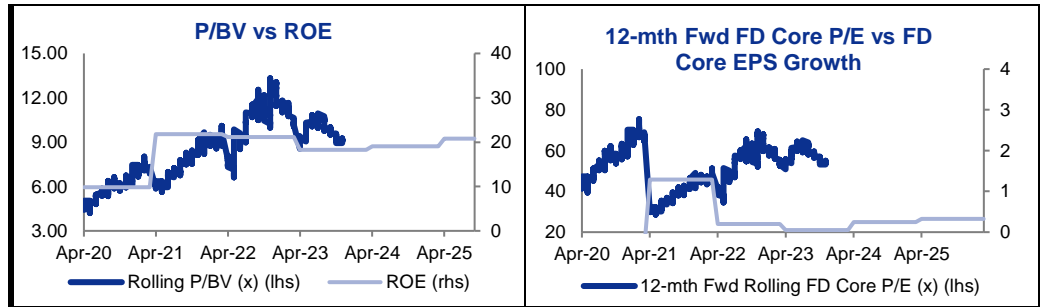 P/BV vs ROE
15.00
12.00
9.00
6.00
3.00
40
30
20
10
0
Apr-20 Apr-21 Apr-22 Apr-23 Apr-24 Apr-25
Rolling P/BV (x) (lhs) ROE (rhs)
12-mth Fwd FD Core P/E vs FD
Core EPS Growth
100
80
60
40
20
4
3
2
1
0
Apr-20 Apr-21 Apr-22 Apr-23 Apr-24 Apr-25
12-mth Fwd Rolling FD Core P/E (x) (lhs)